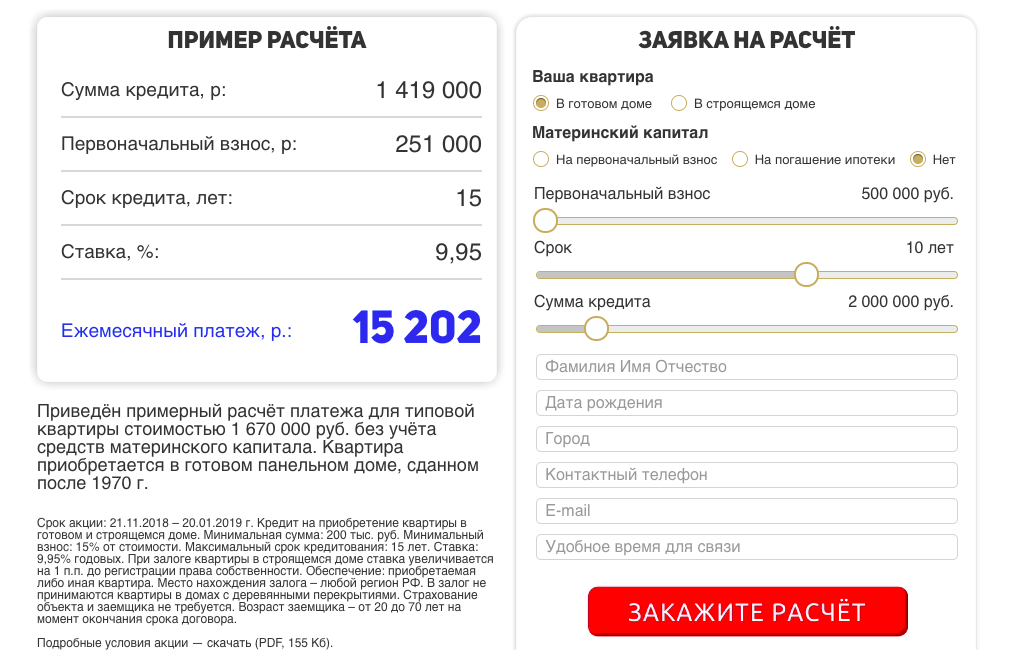 ПРИМЕР РАСЧЁТА
Сумма кредита, р: 1 419 000
Первоначальный взнос, р: 251 000
Срок кредита, лет: 15
Ставка, %: 9,95
Ежемесячный платеж, р.: 15 202
Приведён примерный расчёт платежа для типовой
квартиры стоимостью 1 670 000 руб. без учёта
средств материнского капитала. Квартира
приобретается в готовом панельном доме, сданном
после 1970 г.
Срок акции: 21.11.2018 – 20.01.2019 г. Кредит на приобретение квартиры в
готовом и строящемся доме. Минимальная сумма: 200 тыс. руб. Минимальный
взнос: 15% от стоимости. Максимальный срок кредитования: 15 лет. Ставка:
9,95% годовых. При залоге квартиры в строящемся доме ставка увеличивается
на 1 п.п. до регистрации права собственности. Обеспечение: приобретаемая
либо иная квартира. Место нахождения залога – любой регион РФ. В залог не
принимаются квартиры в домах с деревянными перекрытиями. Страхование
объекта и заемщика не требуется. Возраст заемщика – от 20 до 70 лет на
момент окончания срока договора.
Подробные условия акции — скачать (PDF, 155 Кб).
ЗАЯВКА НА РАСЧЁТ
Ваша квартира
В готовом доме В строящемся доме
Материнский капитал
На первоначальный взнос На погашение ипотеки Нет
Первоначальный взнос 500 000 руб.
Срок 10 лет
Сумма кредита 2 000 000 руб.
Фамилия Имя Отчество
Дата рождения
Город
Контактный телефон
E-mail
Удобное время для связи
ЗАКАЖИТЕ РАСЧЁТ